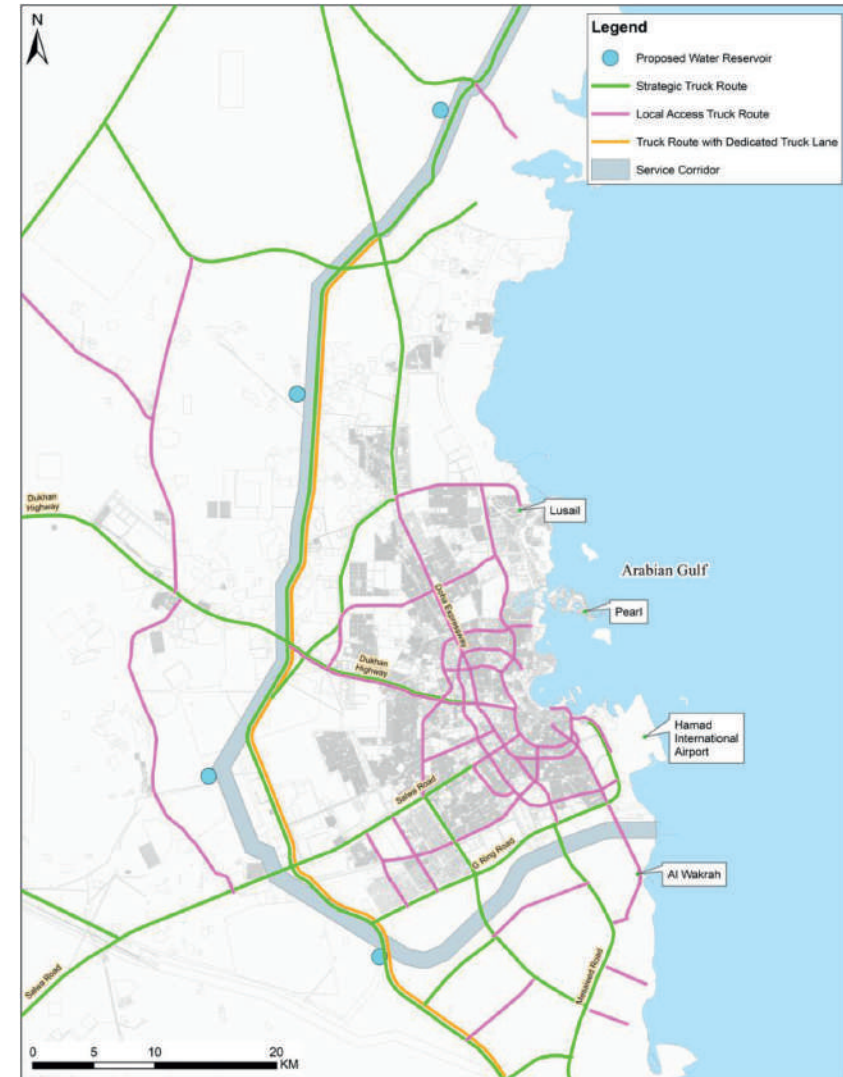 N
Legend
Proposed Water Reservoir
Strategic Truck Route
Local Access Truck Route
Truck Route with Dedicated Truck Lane
Service Corridor
Dukhan
Highway
Lusail
Arabian Gulf
Doha Expressway
Pearl
Dukhan
Highway
Hamad
International
Airport
Salwa Road
G Ring Road
Al Wakrah
Salwa Road
Mesaieed Road
0 5 10 20
KM